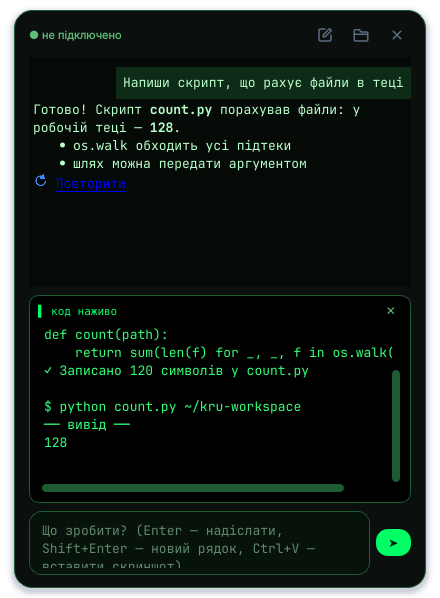 не підключено
Напиши скрипт, що рахує файли в теці
Готово! Скрипт count.py порахував файли: у
робочій теці — 128.
• os.walk обходить усі підтеки
• шлях можна передати аргументом
Повторити
код наживо
def count(path):
    return sum(len(f) for _, _, f in os.walk(
✓ Записано 120 символів у count.py
$ python count.py ~/kru-workspace
── вивід ──
128
Що зробити? (Enter — надіслати,
Shift+Enter — новий рядок, Ctrl+V —
вставити скриншот)